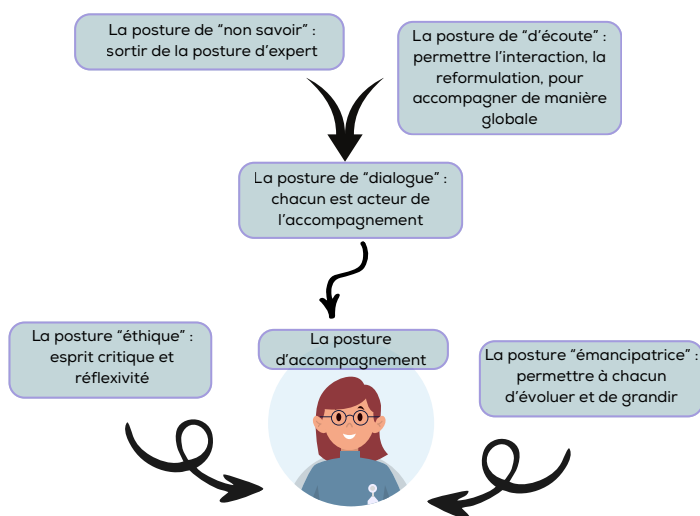 La posture de “non savoir” :
sortir de la posture d’expert
La posture de “d’écoute” :
permettre l’interaction, la
reformulation, pour
accompagner de manière
globale
La posture de “dialogue” :
chacun est acteur de
l’accompagnement
La posture “éthique” :
esprit critique et
réflexivité
La posture
d’accompagnement
La posture “émancipatrice” :
permettre à chacun
d’évoluer et de grandir